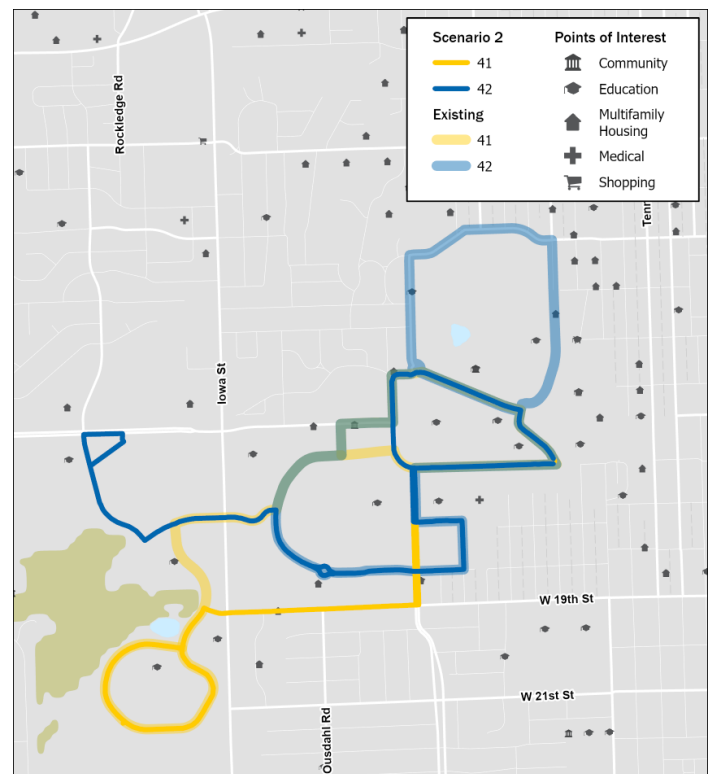 Scenario 2
41
42
Existing
41
42
Points of Interest
Community
Education
Multifamily
Housing
Medical
Shopping
Rockledge Rd
Tenn
Iowa St
W 19th St
W 21st St
Ousdahl Rd